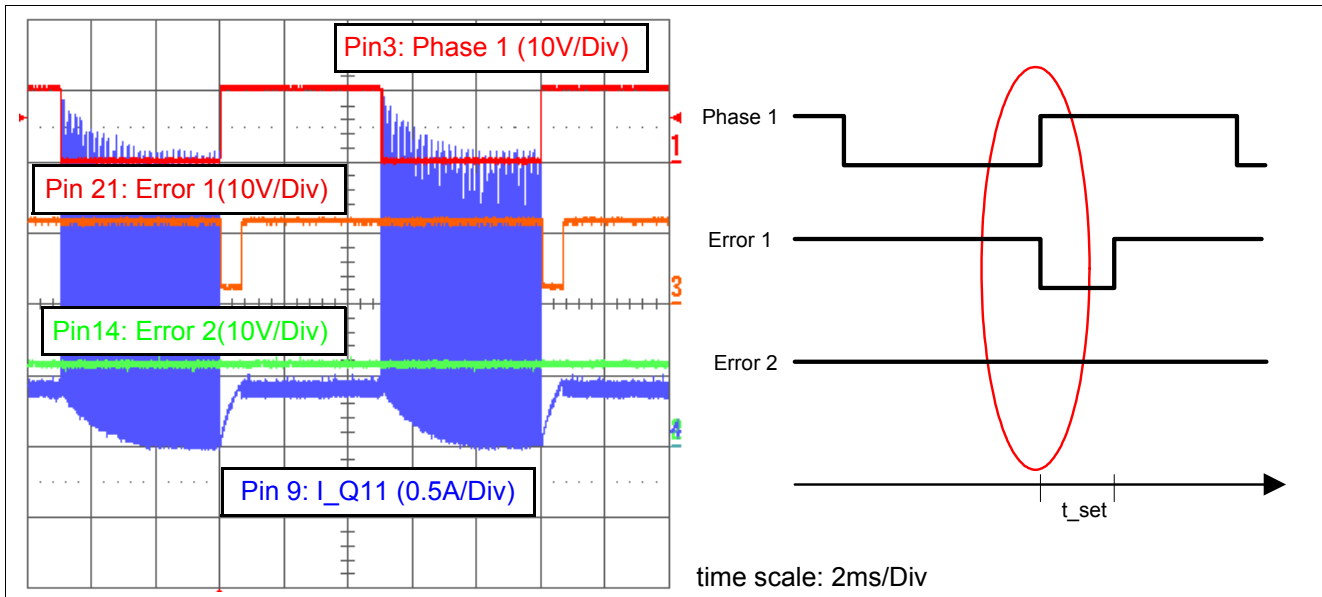 Pin3: Phase 1 (10V/Div)
1
Pin 21: Error 1(10V/Div)
3
Pin14: Error 2(10V/Div)
4
Pin 9: I_Q11 (0.5A/Div)
Phase 1
Error 1
Error 2
t_set
time scale: 2ms/Div